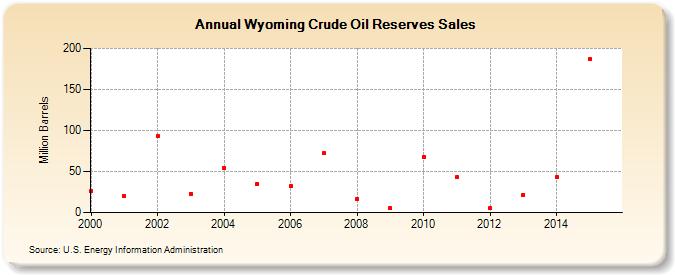 Annual Wyoming Crude Oil Reserves Sales
Million Barrels
200
150
100
50
0
2000 2002 2004 2006 2008 2010 2012 2014
Source: U.S. Energy Information Administration